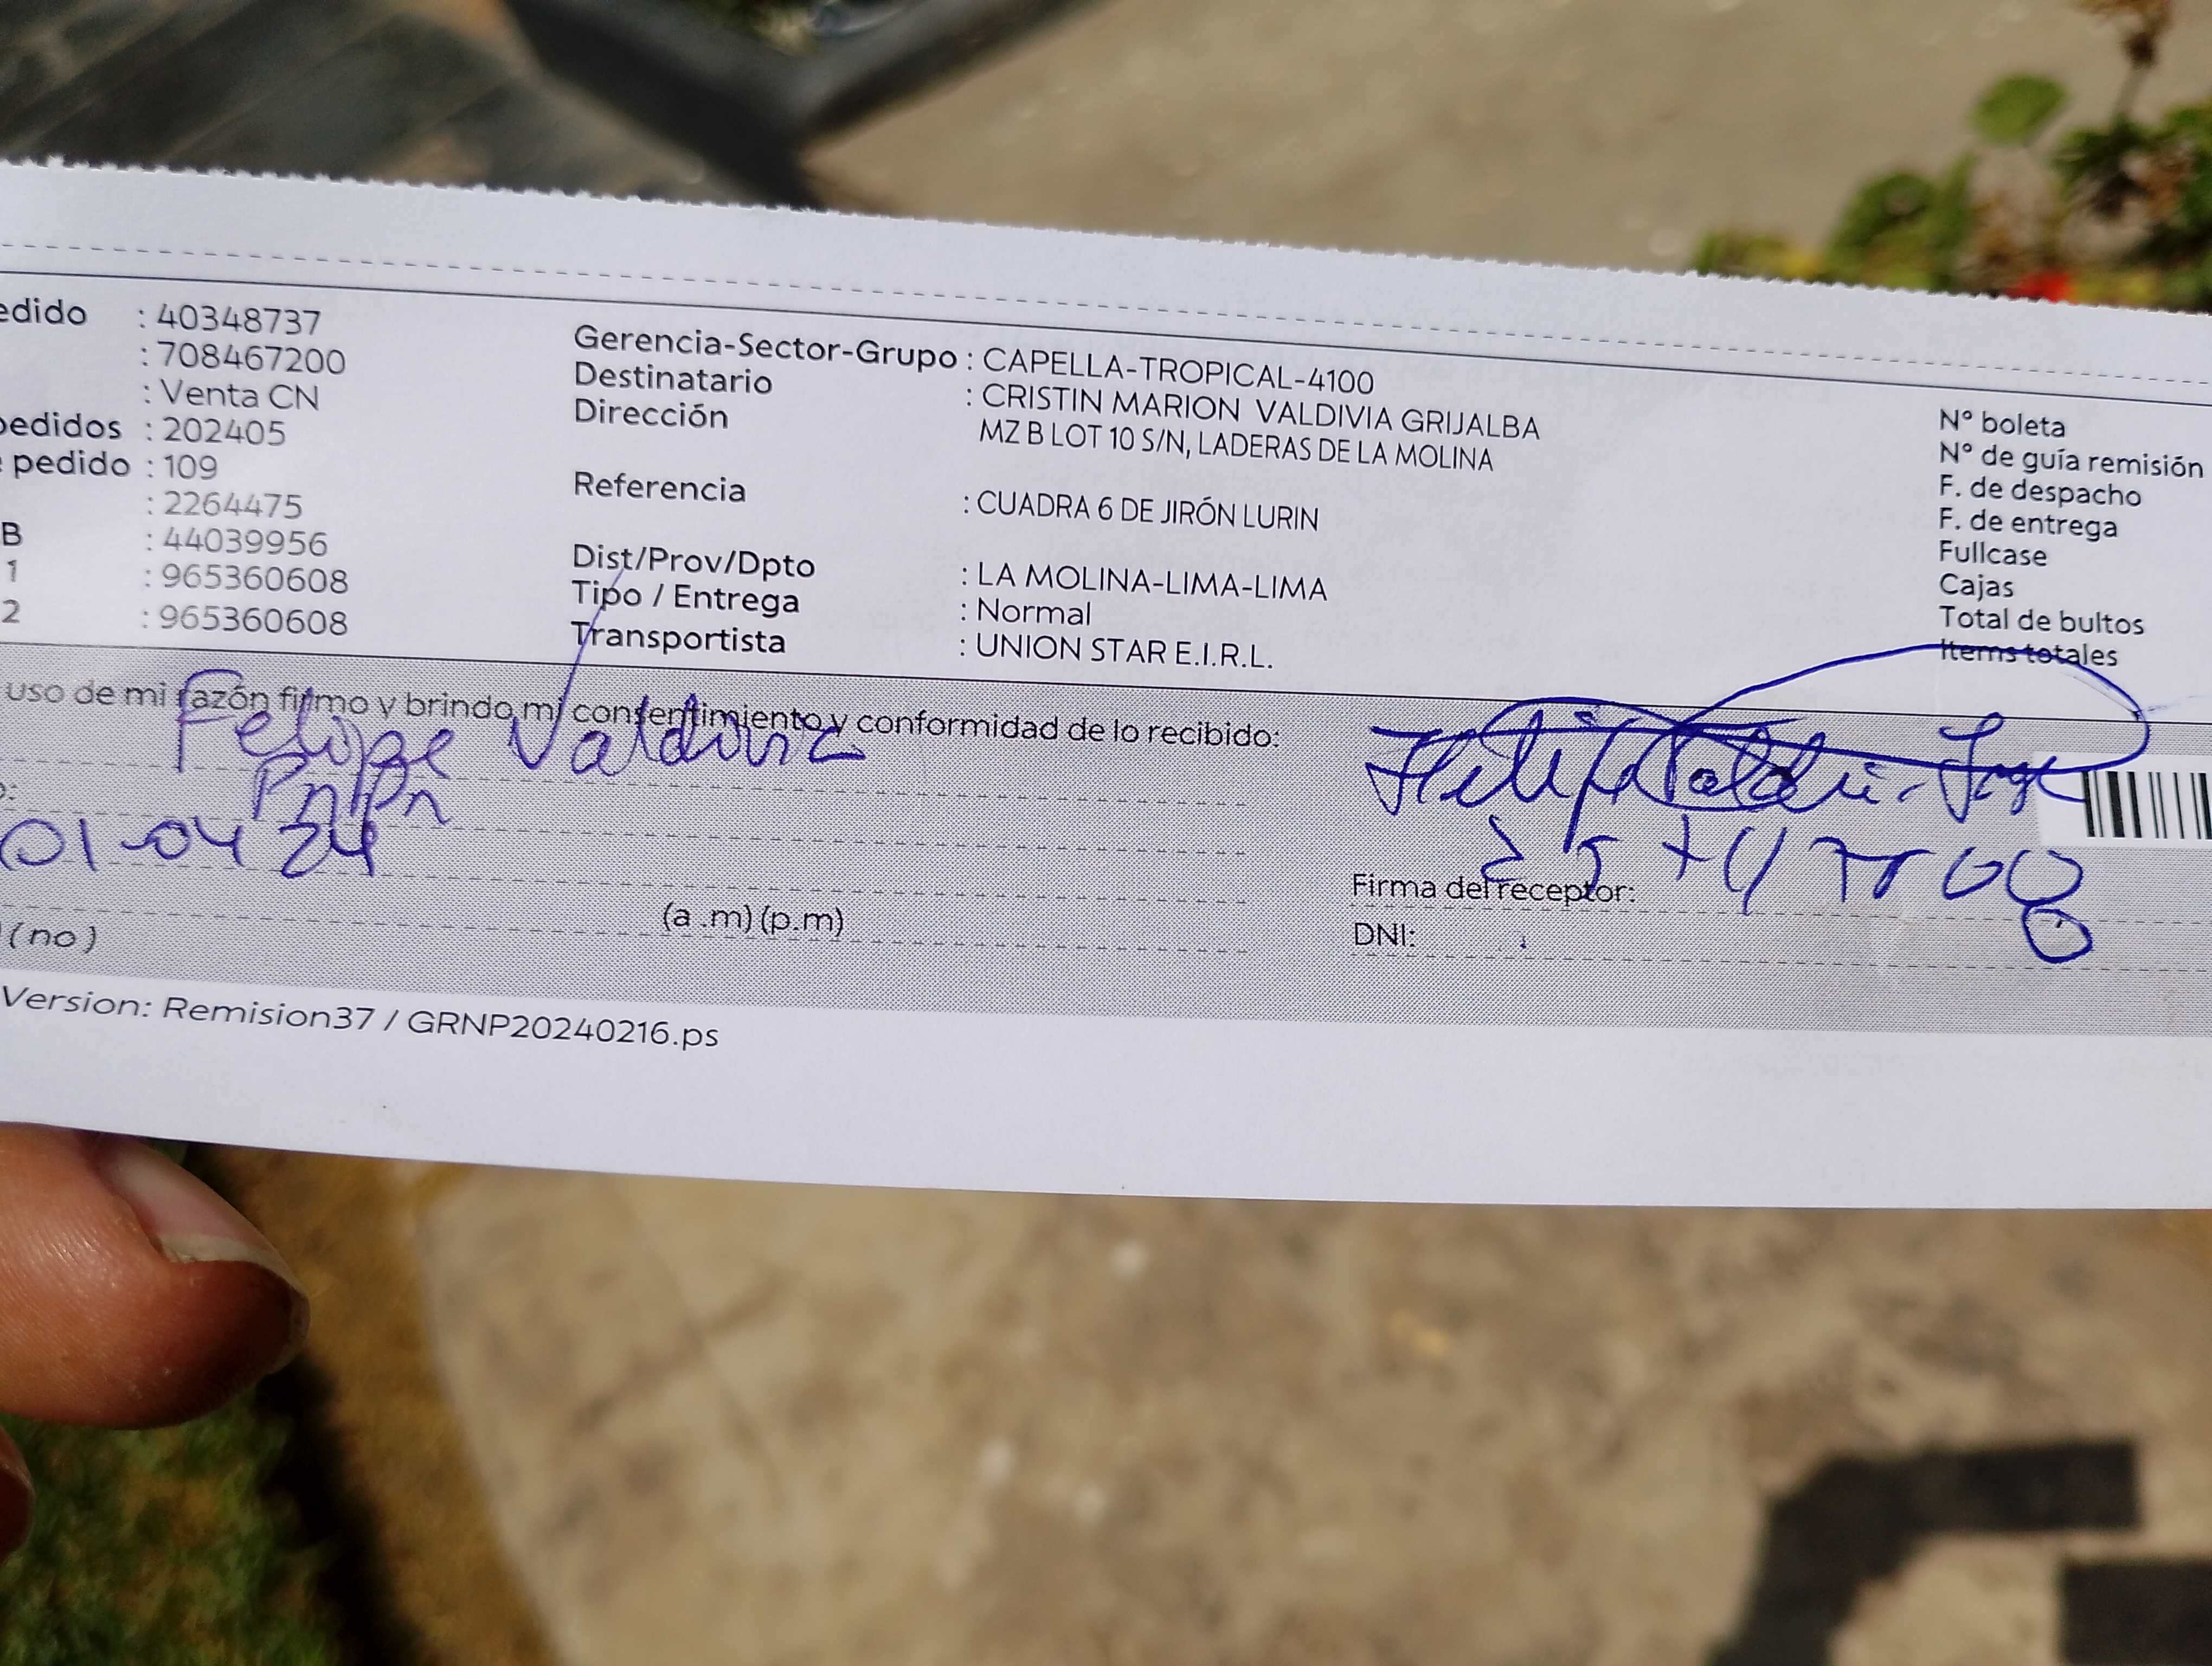 edido : 40348737
: 708467200
: Venta CN
pedidos : 202405
pedido : 109
: 2264475
B : 44039956
1 : 965360608
2 : 965360608
Gerencia-Sector-Grupo : CAPELLA-TROPICAL-4100
Destinatario : CRISTIN MARION VALDIVIA GRIJALBA
Dirección MZ B LOT 10 S/N, LADERAS DE LA MOLINA
Referencia : CUADRA 6 DE JIRÓN LURIN
Dist/Prov/Dpto : LA MOLINA-LIMA-LIMA
Tipo / Entrega : Normal
Transportista : UNION STAR E.I.R.L.
N° boleta
N° de guía remisión
F. de despacho
F. de entrega
Fullcase
Cajas
Total de bultos
Items totales
uso de mi razón firmo y brindo mi consentimiento y conformidad de lo recibido:
Felipe Valdivia
01-04 24
(a .m) (p.m)
(no)
Firma del receptor:
DNI:
Version: Remision37 / GRNP20240216.ps